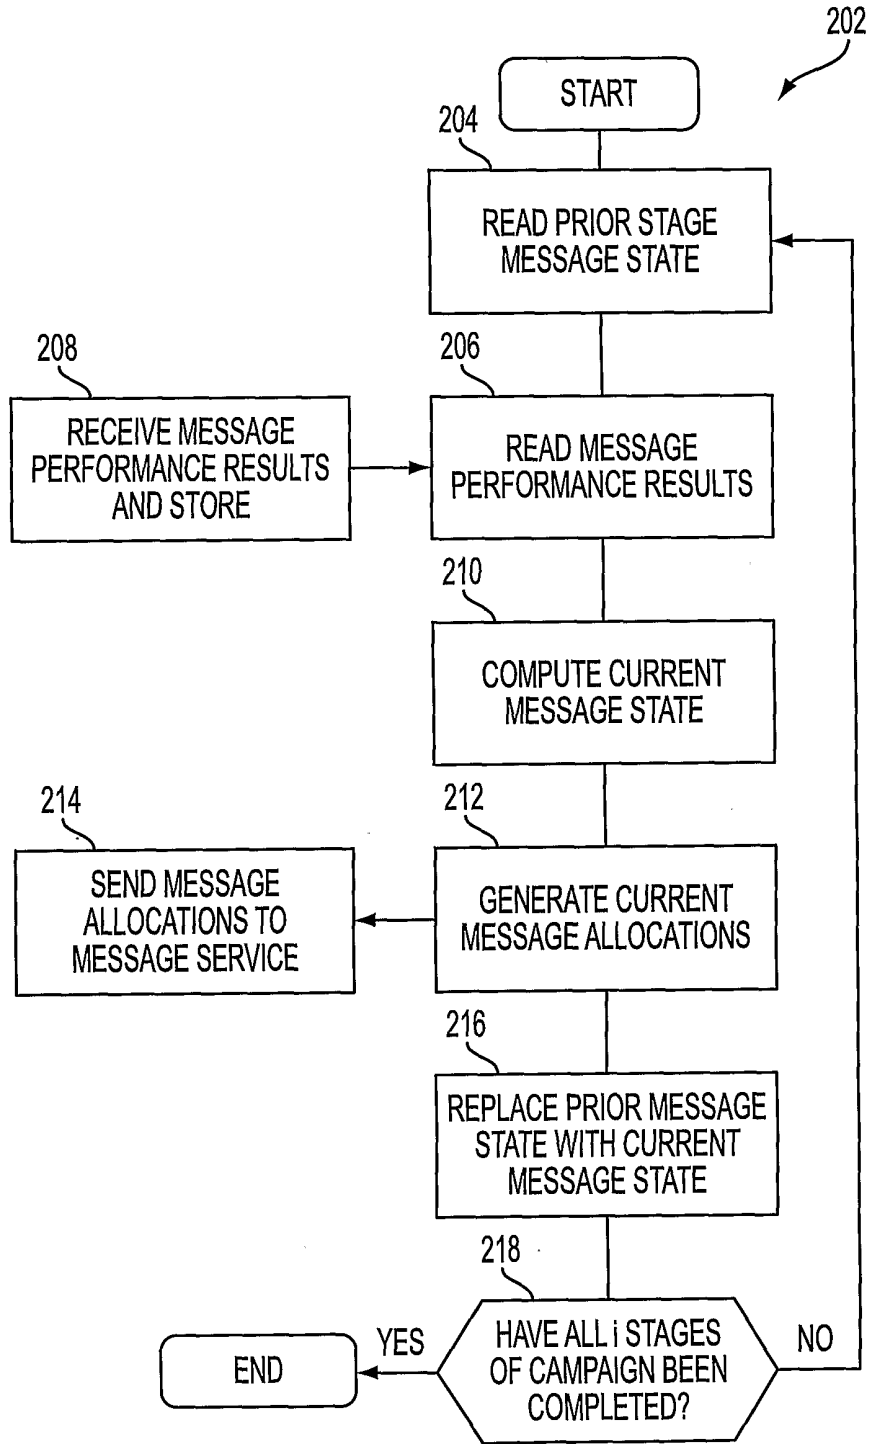 202
START
204
READ PRIOR STAGE
MESSAGE STATE
208
206
RECEIVE MESSAGE
PERFORMANCE RESULTS
AND STORE
READ MESSAGE
PERFORMANCE RESULTS
210
COMPUTE CURRENT
MESSAGE STATE
214
212
SEND MESSAGE
ALLOCATIONS TO
MESSAGE SERVICE
GENERATE CURRENT
MESSAGE ALLOCATIONS
216
REPLACE PRIOR MESSAGE
STATE WITH CURRENT
MESSAGE STATE
218
HAVE ALL i STAGES
OF CAMPAIGN BEEN
COMPLETED?
YES
NO
END